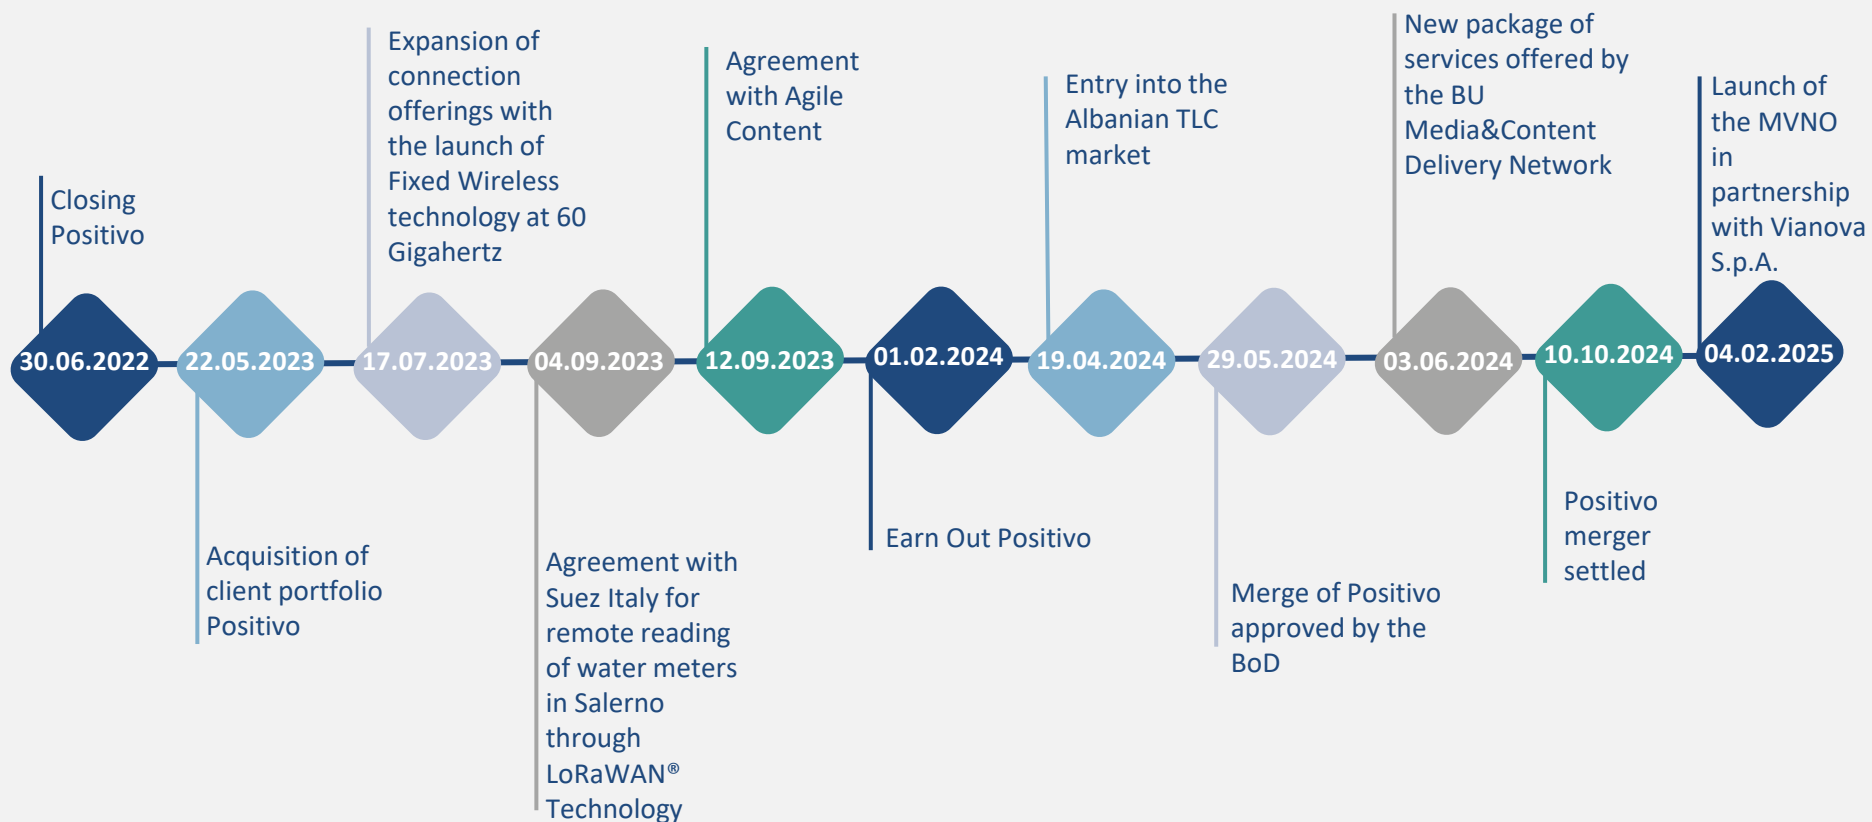 Closing
Positivo
30.06.2022
22.05.2023
Acquisition of
client portfolio
Positivo
Expansion of
connection
offerings with
the launch of
Fixed Wireless
technology at 60
Gigahertz
17.07.2023
04.09.2023
Agreement with
Suez Italy for
remote reading
of water meters
in Salerno
through
LoRaWAN®
Technology
Agreement
with Agile
Content
12.09.2023
01.02.2024
Earn Out Positivo
Entry into the
Albanian TLC
market
19.04.2024
29.05.2024
Merge of Positivo
approved by the
BoD
New package of
services offered by
the BU
Media&Content
Delivery Network
03.06.2024
10.10.2024
Positivo
merger
settled
Launch of
the MVNO
in
partnership
with Vianova
S.p.A.
04.02.2025